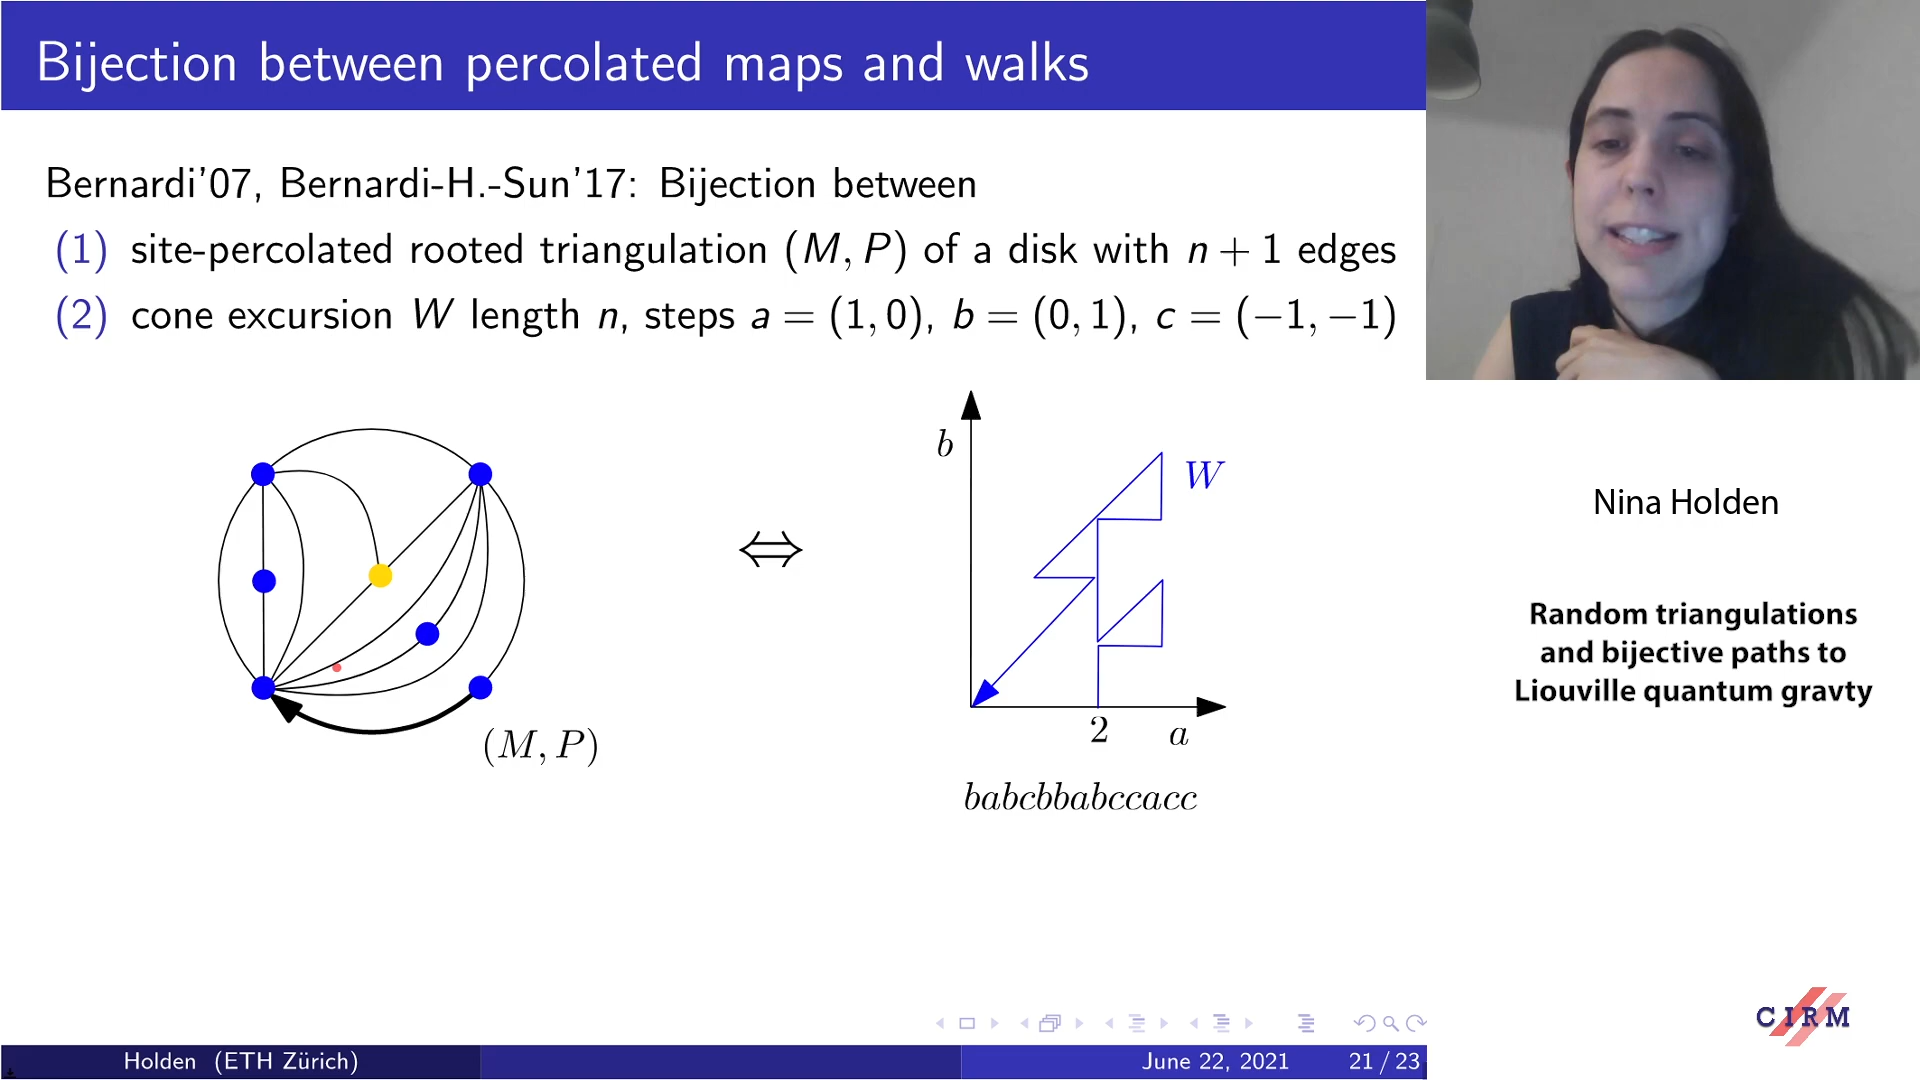 Bijection between percolated maps and walks
Bernardi'07, Bernardi-H.-Sun'17: Bijection between
(1) site-percolated rooted triangulation (M, P) of a disk with n + 1 edges
(2) cone excursion W length n, steps a = (1, 0), b = (0, 1), c = (−1, −1)
b
W
⇔
(M, P)
2
a
babcbbabccacc
Nina Holden
Random triangulations
and bijective paths to
Liouville quantum gravty
CIRM
Holden (ETH Zürich)
June 22, 2021
21 / 23